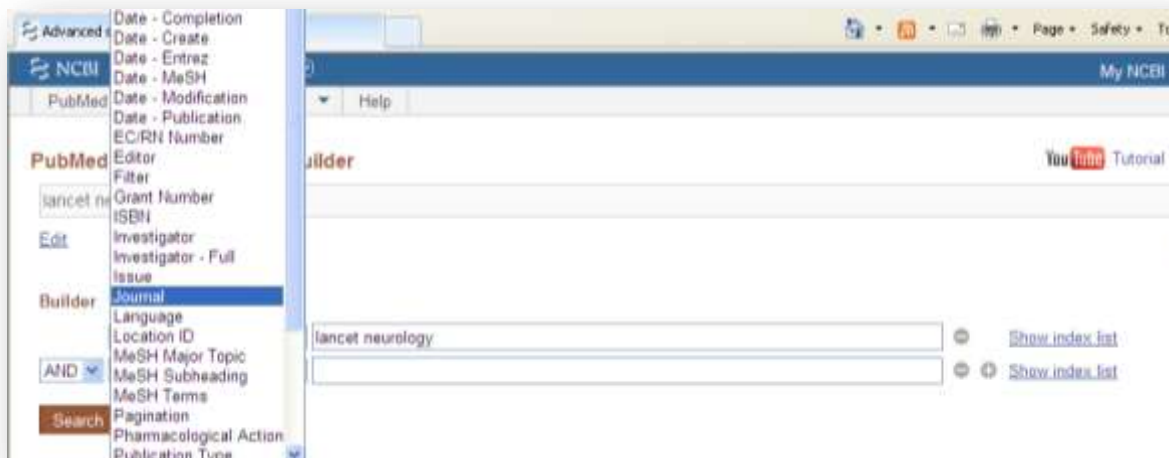 Advanced s
Page Safety To
NCBI
My NCBI
PubMed
Help
Date - Completion
Date - Create
Date - Entrez
Date - MeSH
Date - Modification
Date - Publication
EC/RN Number
Editor
Filter
Grant Number
ISBN
Investigator
Investigator - Full
Issue
Journal
Language
Location ID
MeSH Major Topic
MeSH Subheading
MeSH Terms
Pagination
Pharmacological Action
Publication Type
PubMed uilder
YouTube Tutorial
lancet ne
Edit
Builder
lancet neurology
Show index list
AND
Show index list
Search